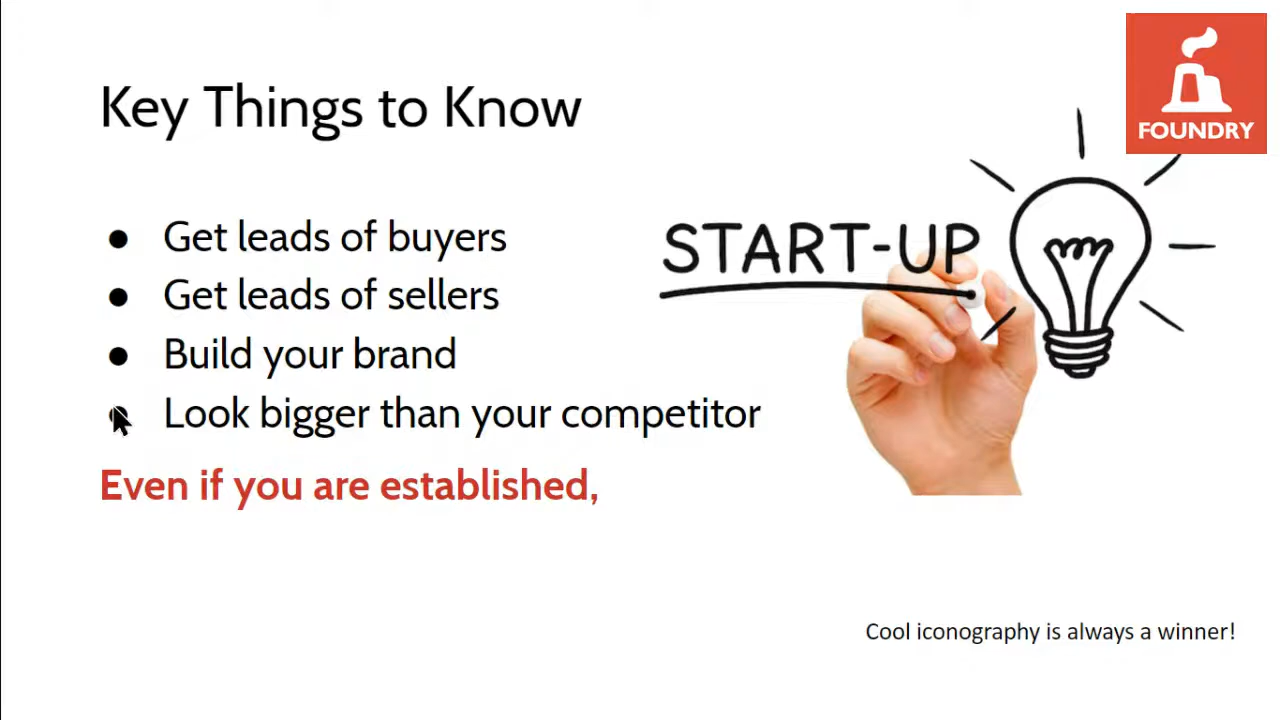 FOUNDRY
Key Things to Know
● Get leads of buyers
● Get leads of sellers
● Build your brand
● Look bigger than your competitor
Even if you are established,
START-UP
Cool iconography is always a winner!